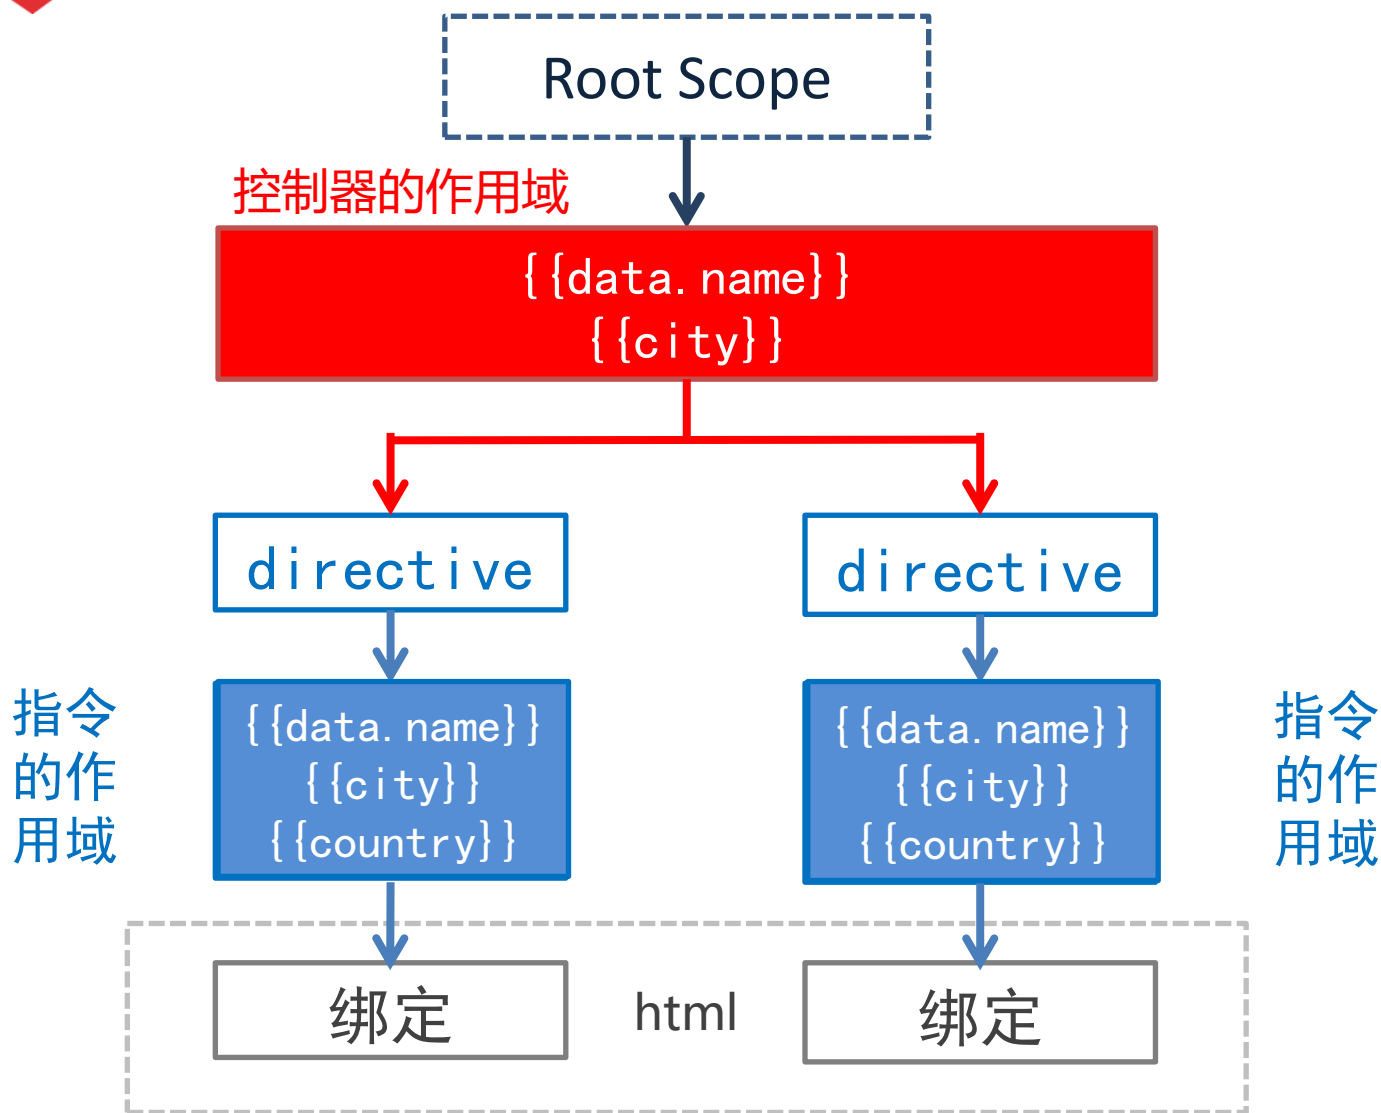 Root Scope
控制器的作用域
{{data.name}}
{{city}}
directive
directive
指令
的作
用域
{{data.name}}
{{city}}
{{country}}
{{data.name}}
{{city}}
{{country}}
指令
的作
用域
绑定
html
绑定